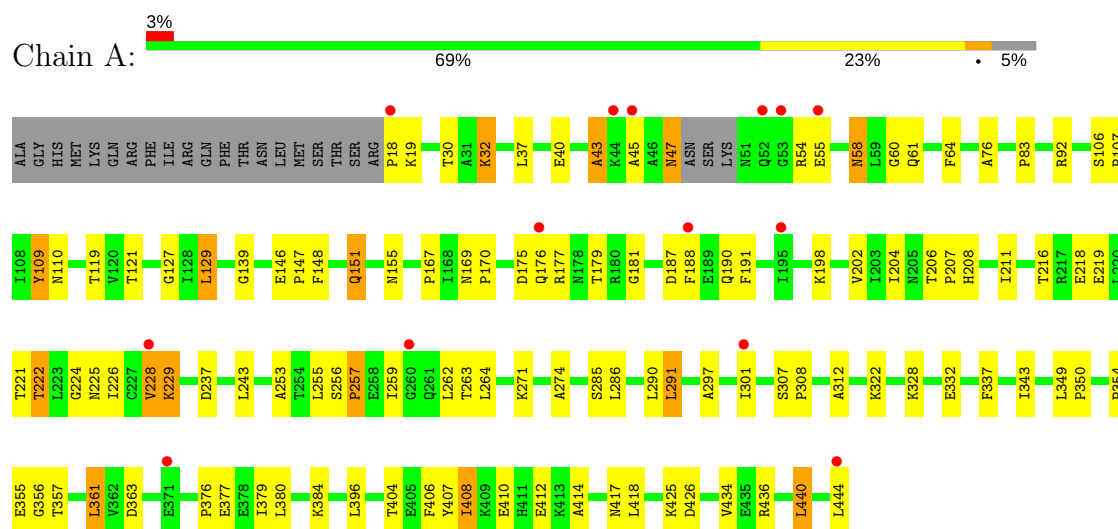 3%
Chain A:
69% 23% • 5%
ALA GLY HIS MET LYS GLN ARG PHE ILE ARG GLN PHE THR ASN LEU MET SER THR SER ARG P18 K19 T30 A31 K32 L37 E40 A43 K44 A45 A46 N47 ASN SER LYS N51 Q52 G53 R54 E55 N58 L59 G60 Q61 F64 A76 P83 R92 S106
I108 Y109 N110 T119 V120 T121 G127 I128 L129 G139 E146 P147 F148 Q151 N155 P167 I168 N169 P170 D175 Q176 R177 N178 T179 R180 G181 D187 F188 E189 Q190 F191 I195 K198 V202 I203 I204 N205 T206 P207 H208 I211 T216 R217 E218 E219 L220
T221 T222 L223 G224 N225 I226 C227 V228 K229 D237 L243 A253 T254 L255 S256 P257 E258 I259 G260 Q261 L262 T263 L264 K271 A274 S285 L286 L290 L291 A297 I301 S307 P308 A312 K322 K328 E332 F337 I343 L349 P350
E355 G356 T357 L361 V362 D363 E371 P376 E377 E378 I379 L380 K384 L396 T404 E405 F406 Y407 I408 K409 E410 H411 E412 K413 A414 N417 L418 K425 D426 V434 E435 R436 L440 L444